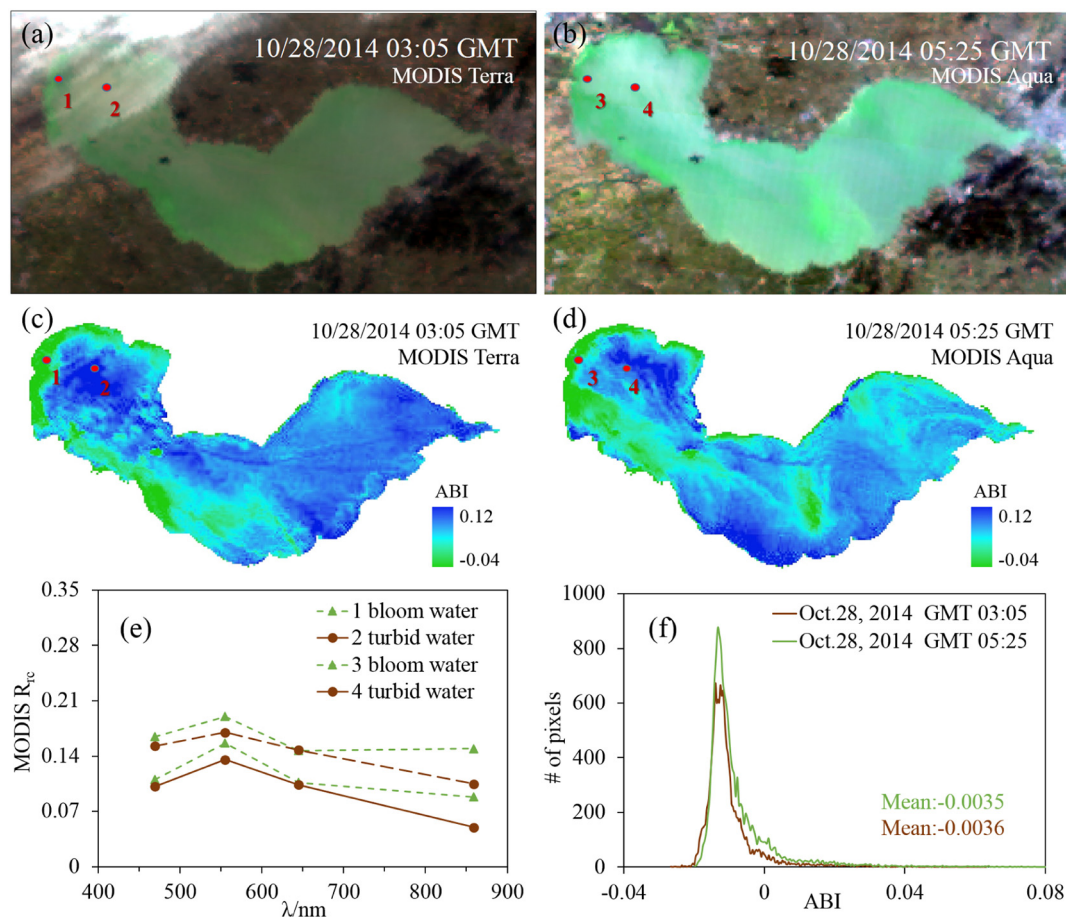 (a)
10/28/2014 03:05 GMT
MODIS Terra
1
2
(b)
10/28/2014 05:25 GMT
MODIS Aqua
3
4
(c)
10/28/2014 03:05 GMT
MODIS Terra
1
2
ABI
0.12
-0.04
(d)
10/28/2014 05:25 GMT
MODIS Aqua
3
4
ABI
0.12
-0.04
(e)
MODIS Rrc
0.35
0.28
0.21
0.14
0.07
0
1 bloom water
2 turbid water
3 bloom water
4 turbid water
400 500 600 700 800 900
λ/nm
(f)
# of pixels
1000
800
600
400
200
0
Oct.28, 2014 GMT 03:05
Oct.28, 2014 GMT 05:25
Mean:-0.0035
Mean:-0.0036
-0.04 0 0.04 0.08
ABI